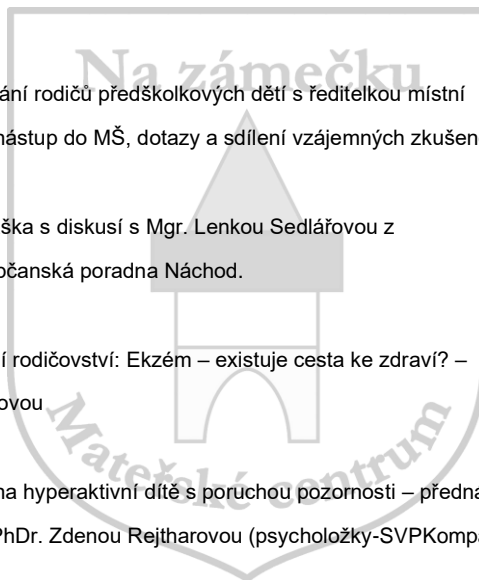 Na zámečku
ání rodičů předškolkových dětí s ředitelkou místní
nástup do MŠ, dotazy a sdílení vzájemných zkušen
ška s diskusí s Mgr. Lenkou Sedlářovou z
bčanská poradna Náchod.
í rodičovství: Ekzém – existuje cesta ke zdraví? –
ovou
Mateřské centrum
na hyperaktivní dítě s poruchou pozornosti – předná
PhDr. Zdenou Rejtharovou (psycholožky-SVPKompa